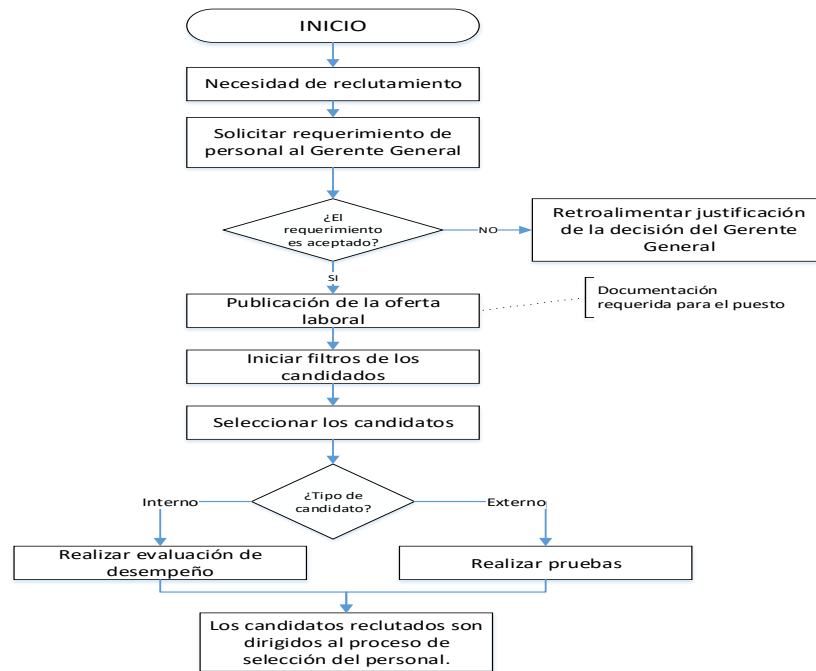 INICIO
Necesidad de reclutamiento
Solicitar requerimiento de
personal al Gerente General
¿El
requerimiento
es aceptado?
NO
Retroalimentar justificación
de la decisión del Gerente
General
SI
Publicación de la oferta
laboral
Documentación
requerida para el puesto
Iniciar filtros de los
candidados
Seleccionar los candidatos
¿Tipo de
candidato?
Interno
Externo
Realizar evaluación de
desempeño
Realizar pruebas
Los candidatos reclutados son
dirigidos al proceso de
selección del personal.